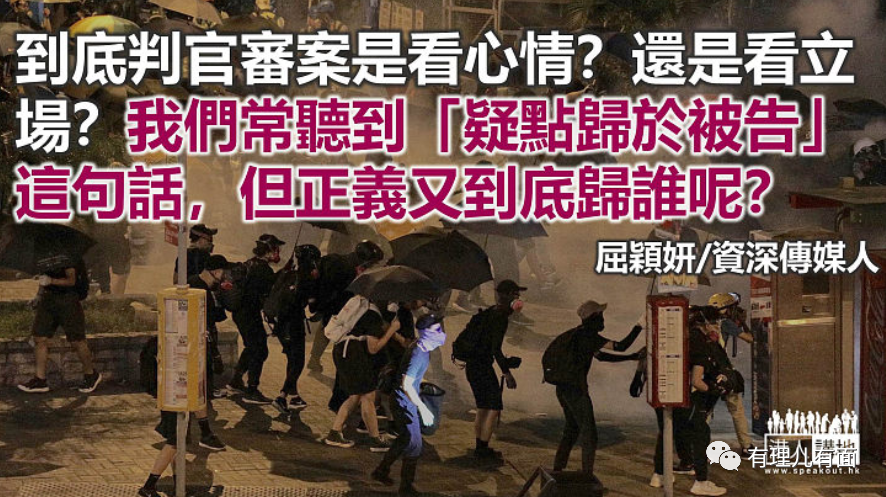 到底判官審案是看心情？還是看立
場？我們常聽到「疑點歸於被告」
這句話，但正義又到底歸誰呢？
屈穎妍/資深傳媒人
港人講地
www.speakout.hk
有理儿有面